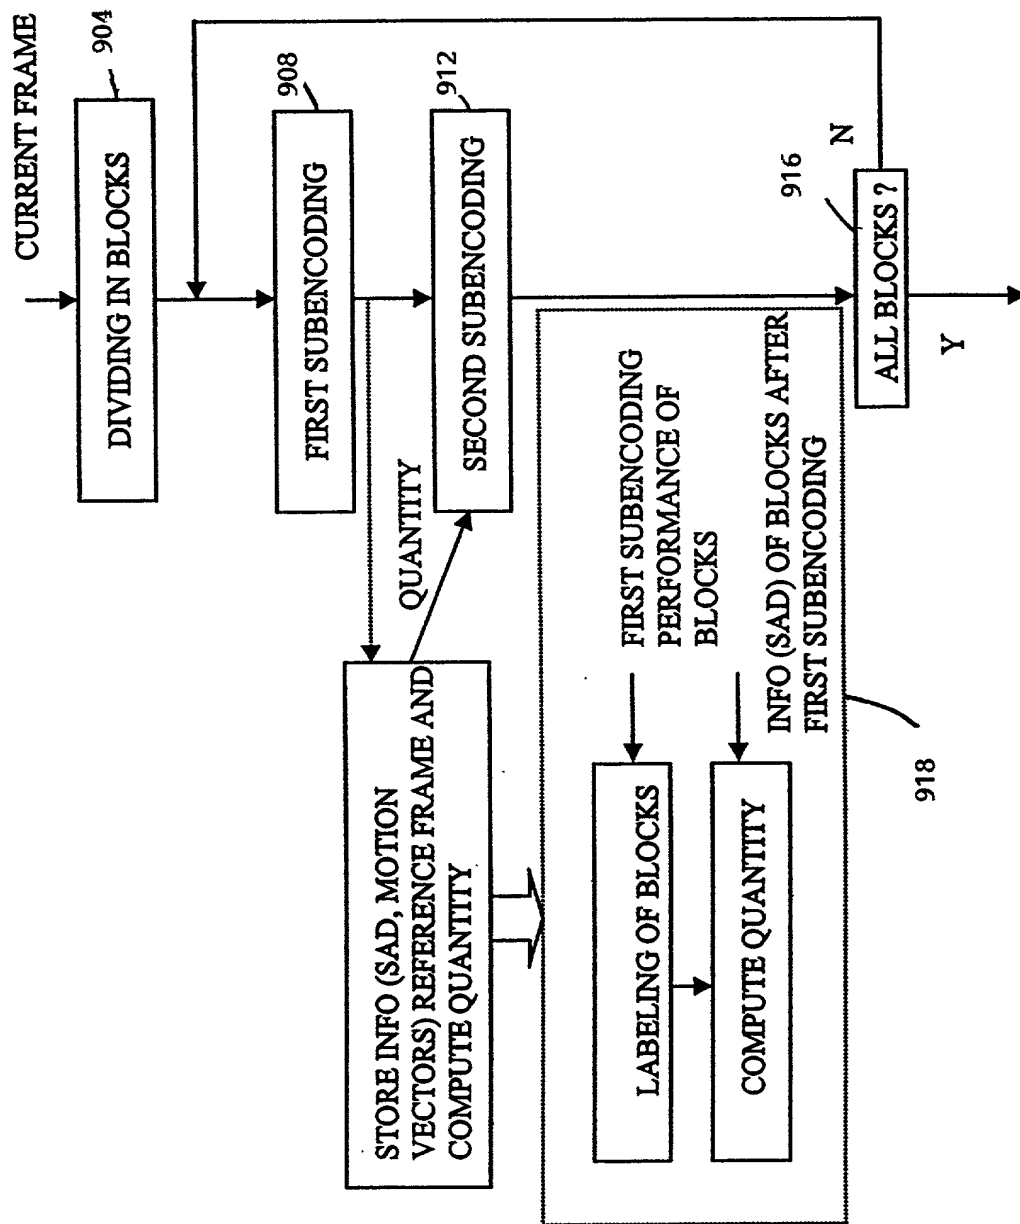 CURRENT FRAME
904
DIVIDING IN BLOCKS
908
FIRST SUBENCODING
912
SECOND SUBENCODING
QUANTITY
STORE INFO (SAD, MOTION
VECTORS) REFERENCE FRAME AND
COMPUTE QUANTITY
FIRST SUBENCODING
PERFORMANCE OF
BLOCKS
LABELING OF BLOCKS
INFO (SAD) OF BLOCKS AFTER
FIRST SUBENCODING
COMPUTE QUANTITY
918
916
N
ALL BLOCKS ?
Y